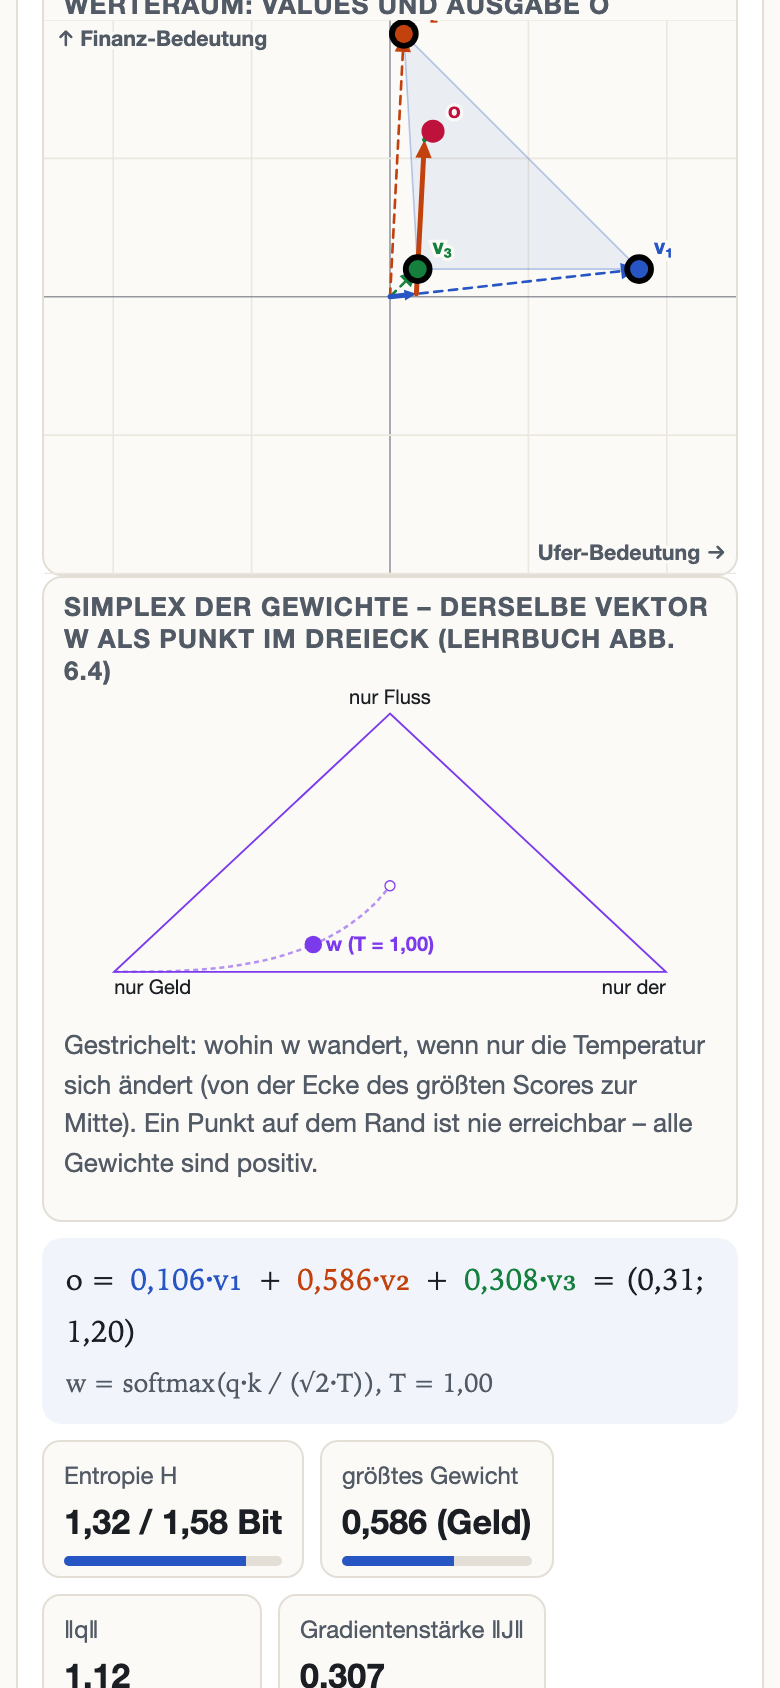 WERTERAUM: VALUES UND AUSGABE O
↑ Finanz-Bedeutung
o
v₃
v₁
Ufer-Bedeutung →
SIMPLEX DER GEWICHTE – DERSELBE VEKTOR
W ALS PUNKT IM DREIECK (LEHRBUCH ABB.
6.4)
nur Fluss
w (T = 1,00)
nur Geld
nur der
Gestrichelt: wohin w wandert, wenn nur die Temperatur
sich ändert (von der Ecke des größten Scores zur
Mitte). Ein Punkt auf dem Rand ist nie erreichbar – alle
Gewichte sind positiv.
o = 0,106·v₁ + 0,586·v₂ + 0,308·v₃ = (0,31;
1,20)
w = softmax(q·k / (√2·T)), T = 1,00
Entropie H
1,32 / 1,58 Bit
größtes Gewicht
0,586 (Geld)
‖q‖
1,12
Gradientenstärke ‖J‖
0,307